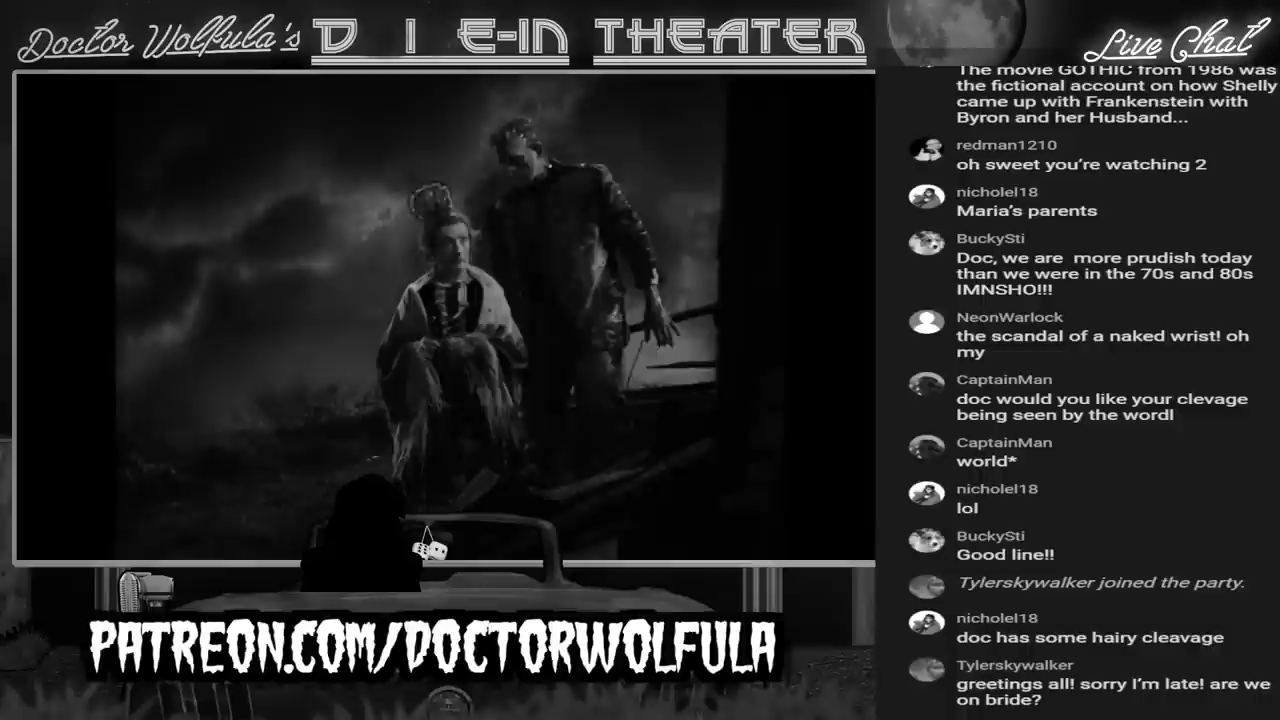 Doctor Wolfula's D I E-IN THEATER
Live Chat
The movie GOTHIC from 1986 was
the fictional account on how Shelly
came up with Frankenstein with
Byron and her Husband...
redman1210
oh sweet you're watching 2
nicholel18
Maria's parents
BuckySti
Doc, we are more prudish today
than we were in the 70s and 80s
IMNSHO!!!
NeonWarlock
the scandal of a naked wrist! oh
my
CaptainMan
doc would you like your clevage
being seen by the wordl
CaptainMan
world*
nicholel18
lol
BuckySti
Good line!!
Tylerskywalker joined the party.
nicholel18
doc has some hairy cleavage
Tylerskywalker
greetings all! sorry I'm late! are we
on bride?
PATREON.COM/DOCTORWOLFULA